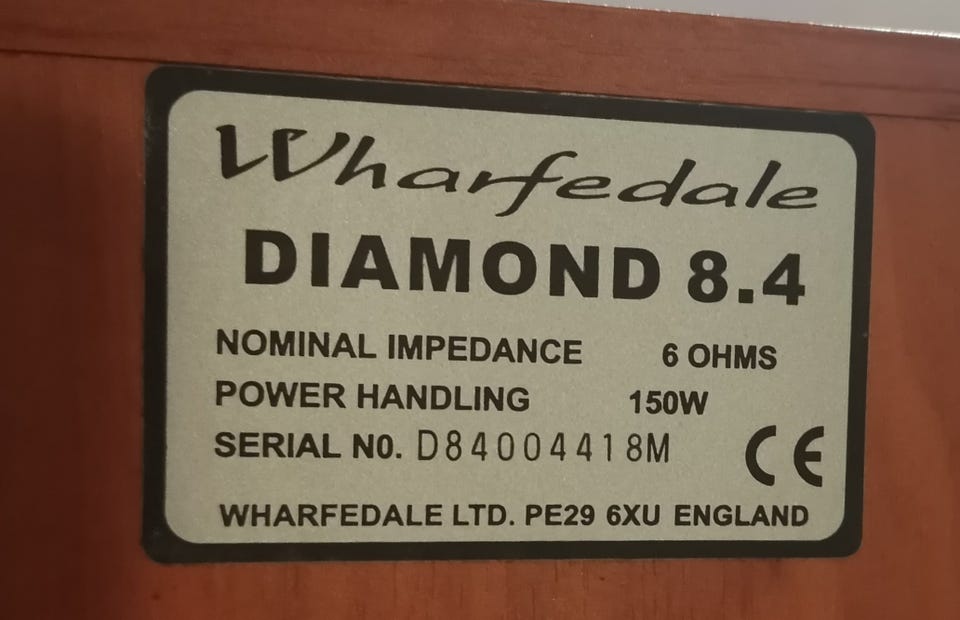 Wharfedale
DIAMOND 8.4
NOMINAL IMPEDANCE 6 OHMS
POWER HANDLING 150W
SERIAL N0. D84004418M
CE
WHARFEDALE LTD. PE29 6XU ENGLAND